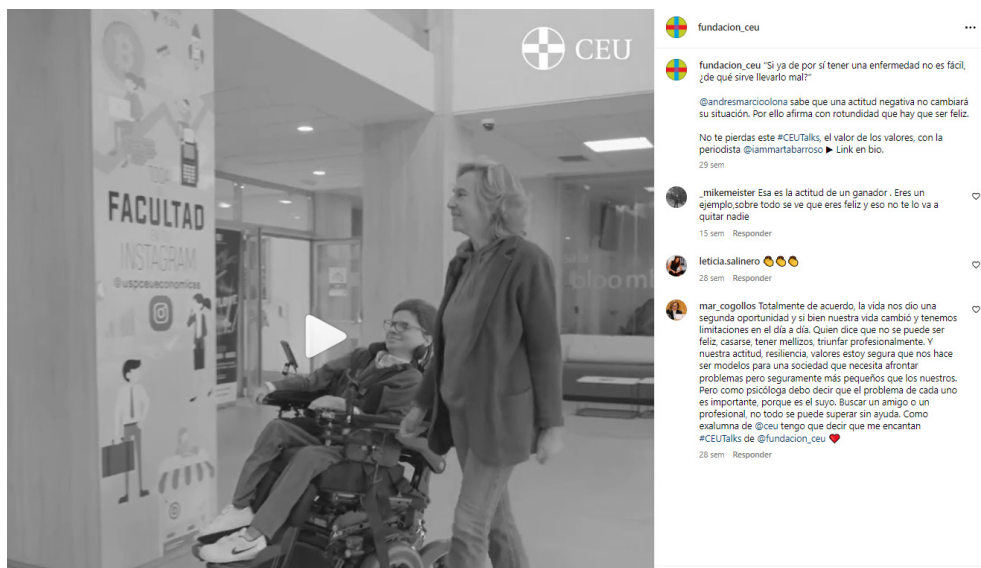 CEU
FACULTAD
INSTAGRAM
@uspceueconomicas
fundacion_ceu
fundacion_ceu "Si ya de por sí tener una enfermedad no es fácil,
¿de qué sirve llevarlo mal?"
@andresmarcioolona sabe que una actitud negativa no cambiará
su situación. Por ello afirma con rotundidad que hay que ser feliz.
No te pierdas este #CEUTalks, el valor de los valores, con la
periodista @iammartabarroso ▶ Link en bio.
29 sem
_mikemeister Esa es la actitud de un ganador . Eres un
ejemplo,sobre todo se ve que eres feliz y eso no te lo va a
quitar nadie
15 sem Responder
leticia.salinero 👏👏👏
28 sem Responder
mar_cogollos Totalmente de acuerdo, la vida nos dio una
segunda oportunidad y si bien nuestra vida cambió y tenemos
limitaciones en el día a día. Quien dice que no se puede ser
feliz, casarse, tener mellizos, triunfar profesionalmente. Y
nuestra actitud, resiliencia, valores estoy segura que nos hace
ser modelos para una sociedad que necesita afrontar
problemas pero seguramente más pequeños que los nuestros.
Pero como psicóloga debo decir que el problema de cada uno
es importante, porque es el suyo. Buscar un amigo o un
profesional, no todo se puede superar sin ayuda. Como
exalumna de @ceu tengo que decir que me encantan
#CEUTalks de @fundacion_ceu ❤️
28 sem Responder